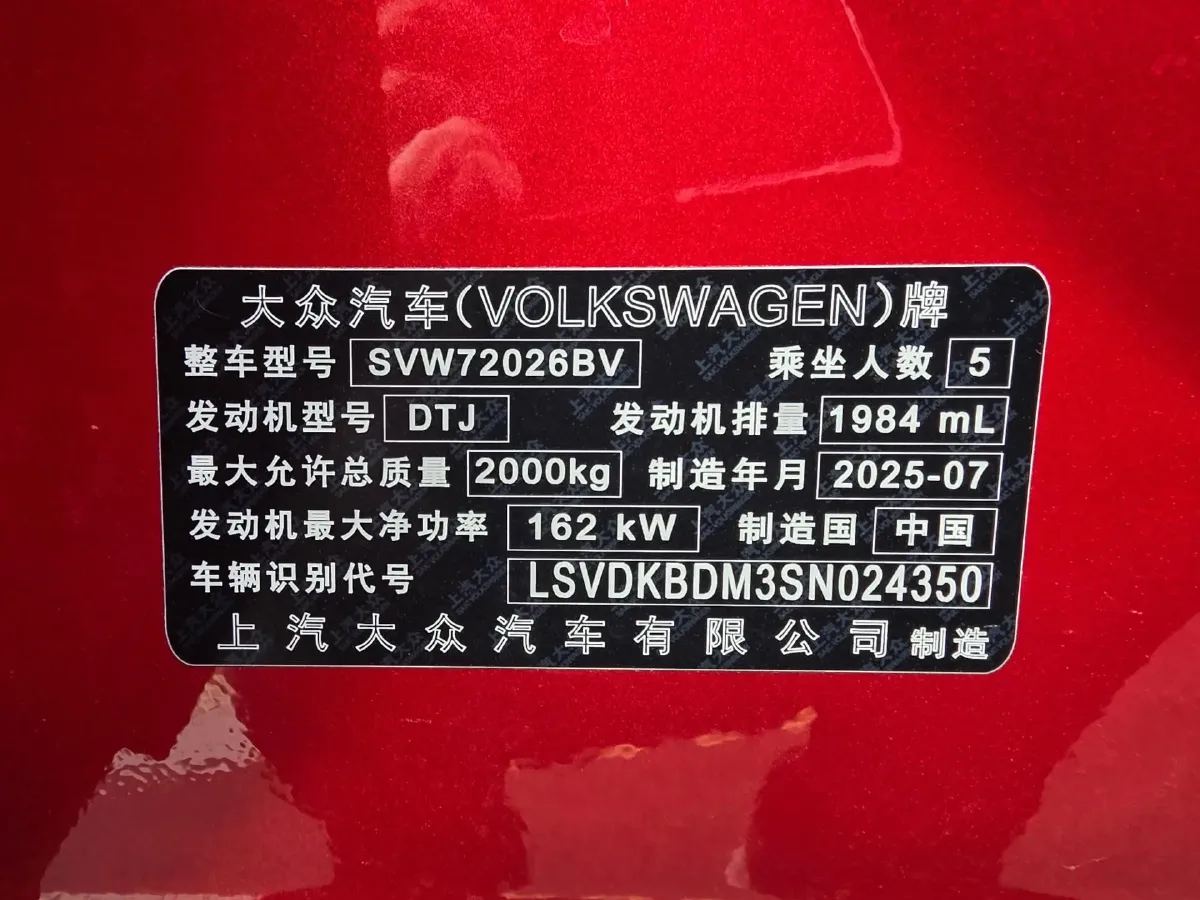 大众汽车(VOLKSWAGEN)牌
整车型号 SVW72026BV 乘坐人数 5
发动机型号 DTJ 发动机排量 1984 mL
最大允许总质量 2000kg 制造年月 2025-07
发动机最大净功率 162 kW 制造国 中国
车辆识别代号 LSVDKBDM3SN024350
上汽大众汽车有限公司 制造